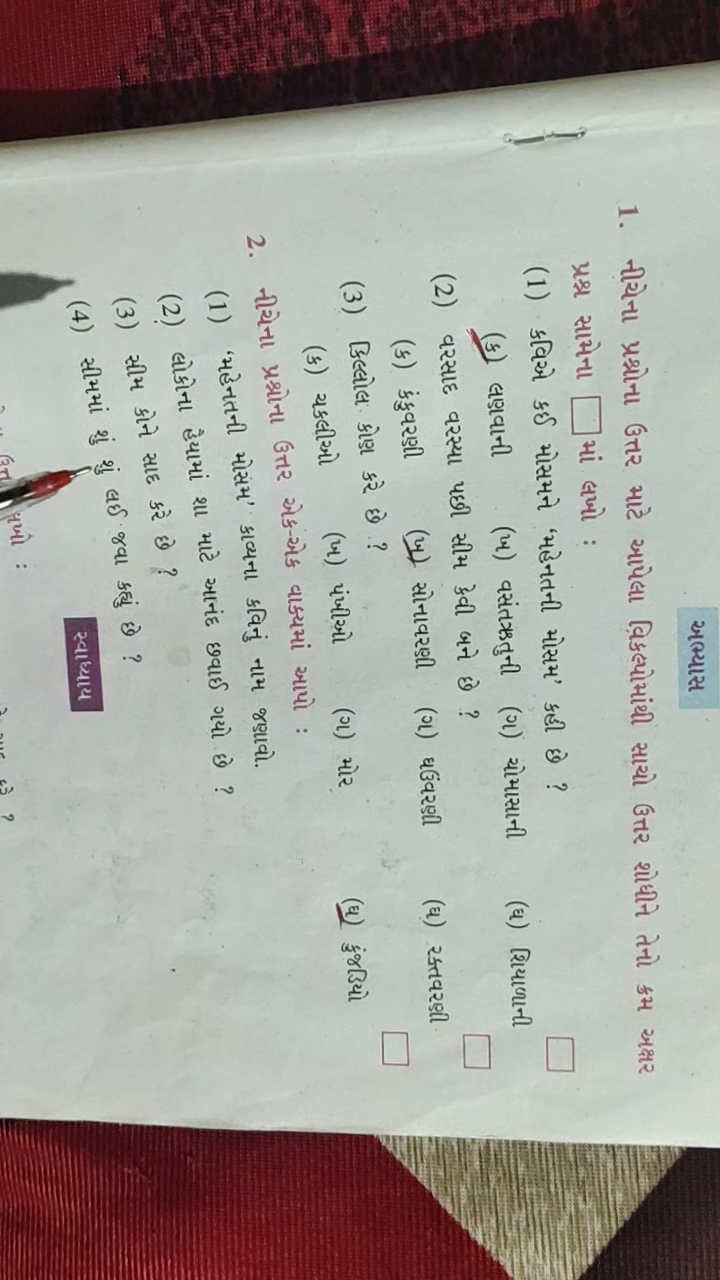 અભ્યાસ
1. નીચેના પ્રશ્નોના ઉત્તર માટે આપેલા વિકલ્પોમાંથી સાચો ઉત્તર શોધીને તેનો ક્રમ અક્ષર
પ્રશ્ન સામેના □ માં લખો :
(1) કવિએ કઈ મોસમને ‘મહેનતની મોસમ’ કહી છે ?
(ક) લણવાની (ખ) વસંતઋતુની (ગ) ચોમાસાની (ઘ) શિયાળાની □
(2) વરસાદ વરસ્યા પછી સીમ કેવી બને છે ?
(ક) કંકુવરણી (ખ) સોનાવરણી (ગ) ઘઉંવરણી (ઘ) રક્તવરણી □
(3) કિલ્લોલ કોણ કરે છે ?
(ક) ચકલીઓ (ખ) પંખીઓ (ગ) મોર (ઘ) કુંજડિયો □
2. નીચેના પ્રશ્નોના ઉત્તર એક-એક વાક્યમાં આપો :
(1) ‘મહેનતની મોસમ’ કાવ્યના કવિનું નામ જણાવો.
(2) લોકોના હૈયામાં શા માટે આનંદ છવાઈ ગયો છે ?
(3) સીમ કોને સાદ કરે છે ?
(4) સીમમાં શું શું લઈ જવા કહ્યું છે ?
સ્વાધ્યાય